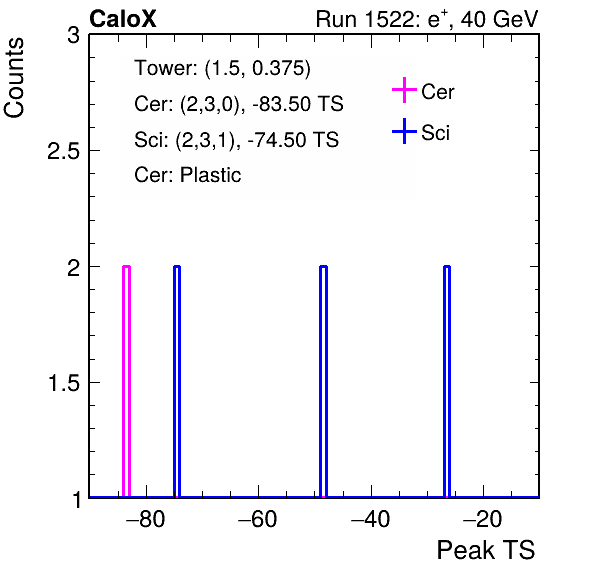 CaloX Run 1522: e⁺, 40 GeV
Counts
3
2.5
2
1.5
1
Tower: (1.5, 0.375)
Cer: (2,3,0), -83.50 TS
Sci: (2,3,1), -74.50 TS
Cer: Plastic
Cer
Sci
−80 −60 −40 −20
Peak TS